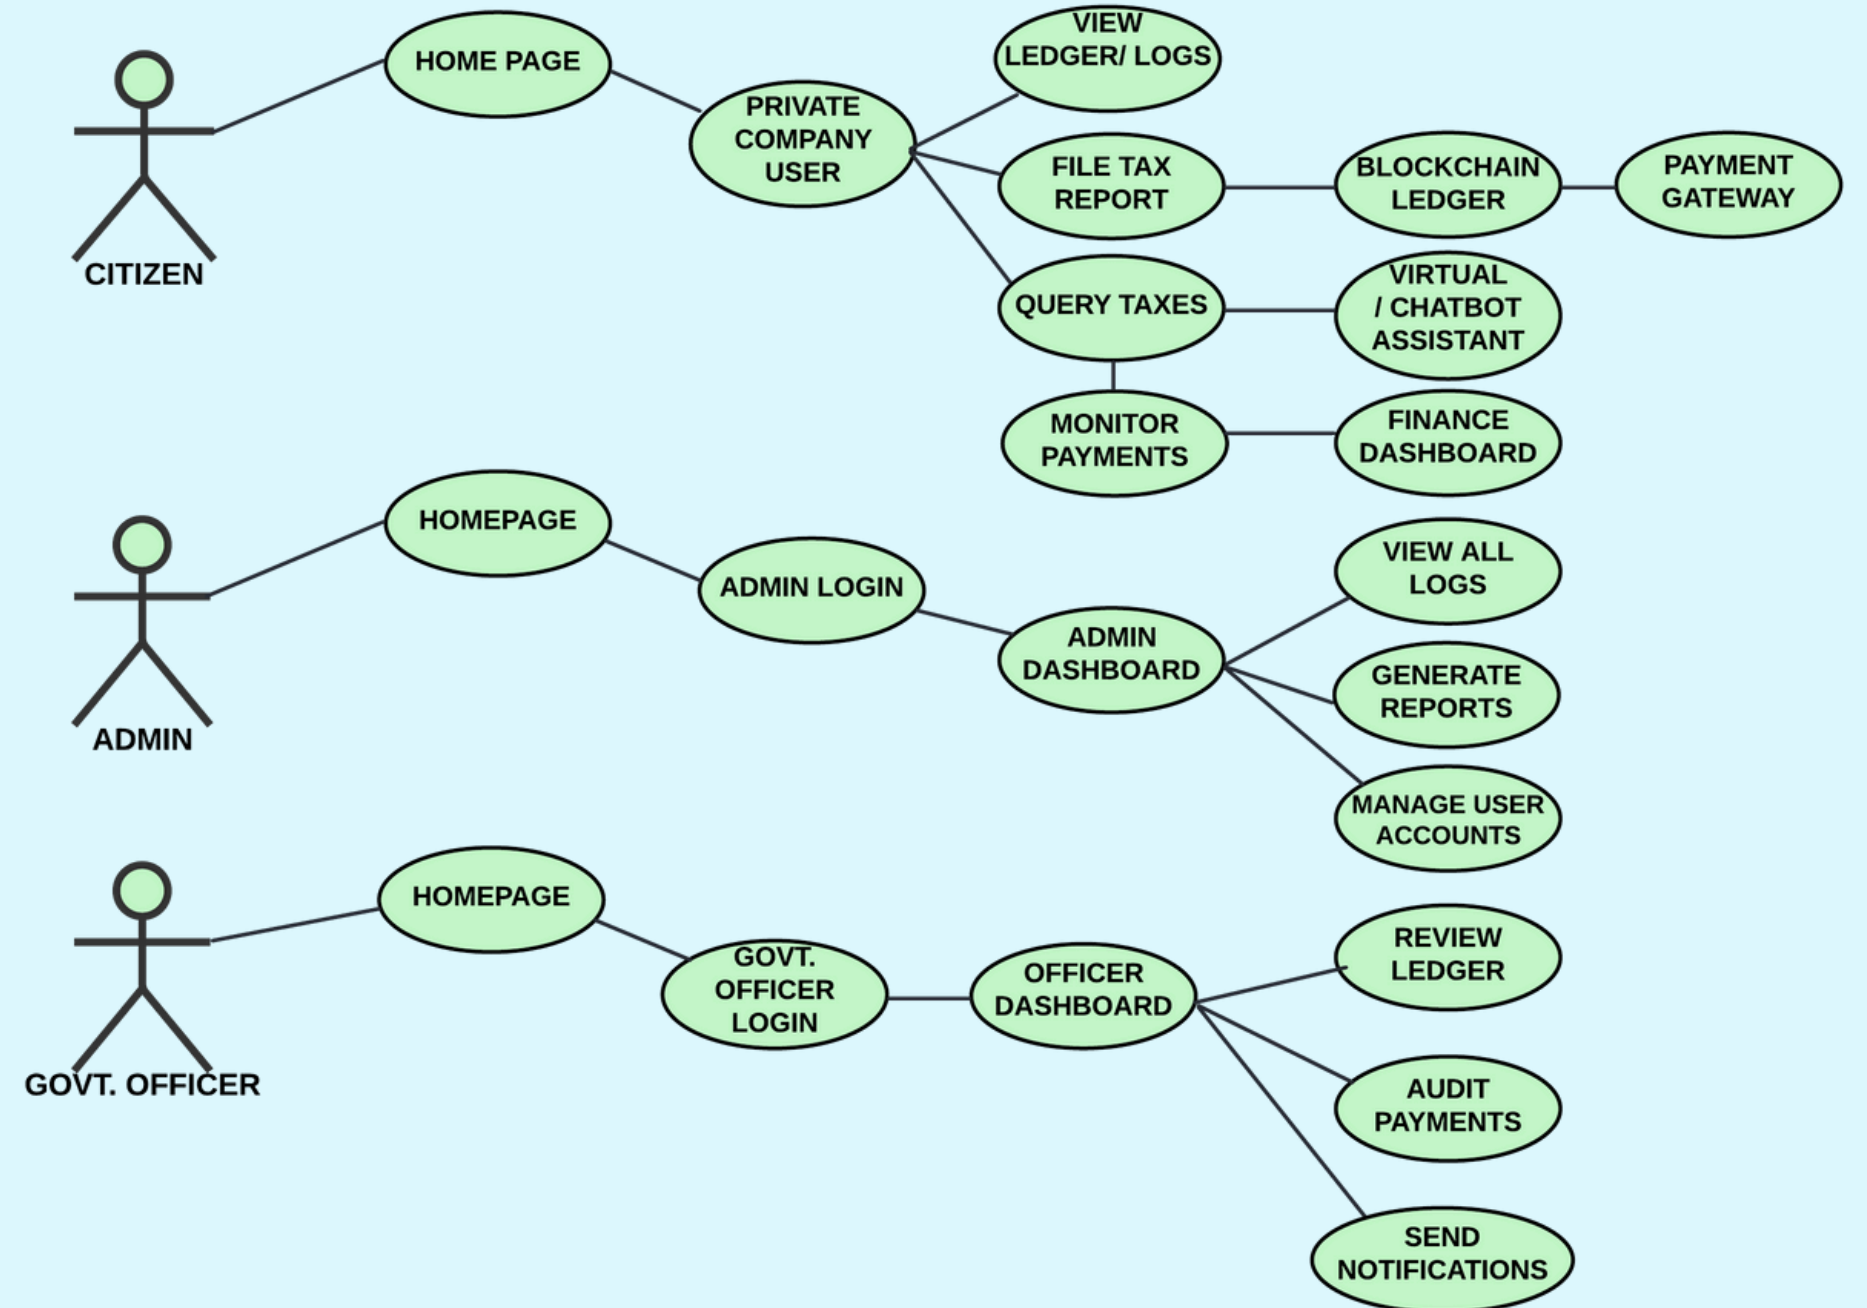 HOME PAGE
CITIZEN
PRIVATE
COMPANY
USER
VIEW
LEDGER/ LOGS
FILE TAX
REPORT
BLOCKCHAIN
LEDGER
PAYMENT
GATEWAY
QUERY TAXES
VIRTUAL
/ CHATBOT
ASSISTANT
MONITOR
PAYMENTS
FINANCE
DASHBOARD
HOMEPAGE
ADMIN
ADMIN LOGIN
ADMIN
DASHBOARD
VIEW ALL
LOGS
GENERATE
REPORTS
MANAGE USER
ACCOUNTS
HOMEPAGE
GOVT. OFFICER
GOVT.
OFFICER
LOGIN
OFFICER
DASHBOARD
REVIEW
LEDGER
AUDIT
PAYMENTS
SEND
NOTIFICATIONS